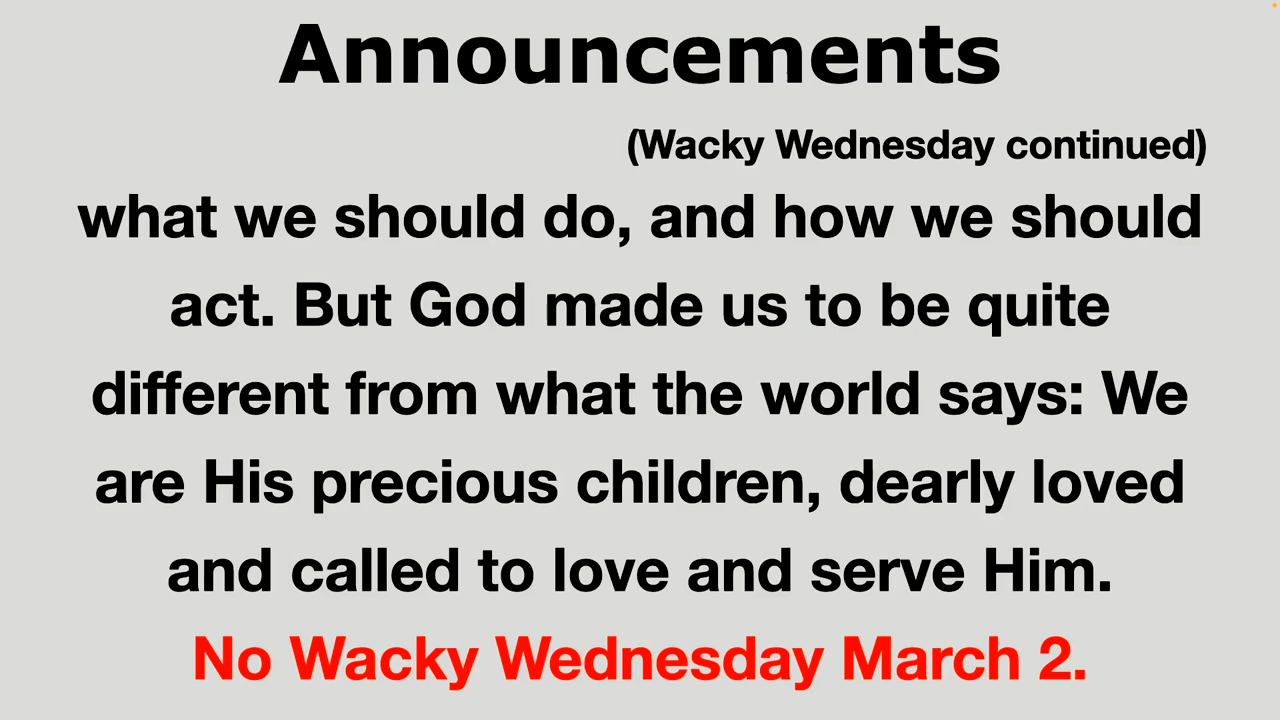 Announcements
(Wacky Wednesday continued)
what we should do, and how we should
act. But God made us to be quite
different from what the world says: We
are His precious children, dearly loved
and called to love and serve Him.
No Wacky Wednesday March 2.